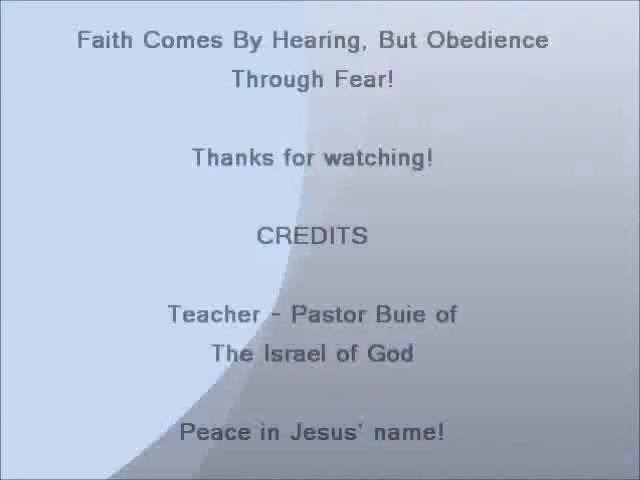 Faith Comes By Hearing, But Obedience
Through Fear!
Thanks for watching!
CREDITS
Teacher - Pastor Buie of
The Israel of God
Peace in Jesus' name!